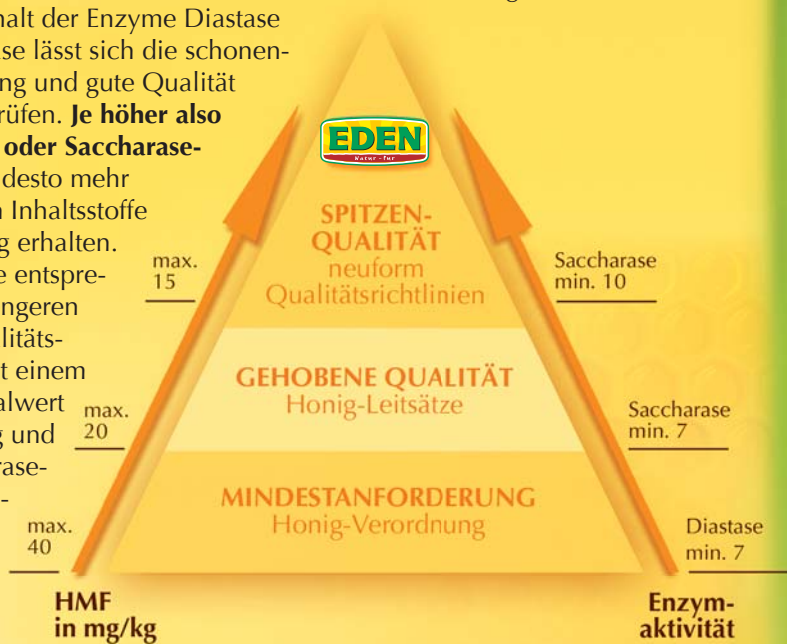 halt der Enzyme Diastase
se lässt sich die schonen-
ng und gute Qualität
rüfen. Je höher also
oder Saccharase-
desto mehr
Inhaltsstoffe
g erhalten.
e entspre-
ngeren
litäts-
t einem
alwert
g und
rase-
-
EDEN
Natur-pur
SPITZEN-
QUALITÄT
neuform
Qualitätsrichtlinien
GEHOBENE QUALITÄT
Honig-Leitsätze
MINDESTANFORDERUNG
Honig-Verordnung
max.
15
max.
20
max.
40
HMF
in mg/kg
Saccharase
min. 10
Saccharase
min. 7
Diastase
min. 7
Enzym-
aktivität